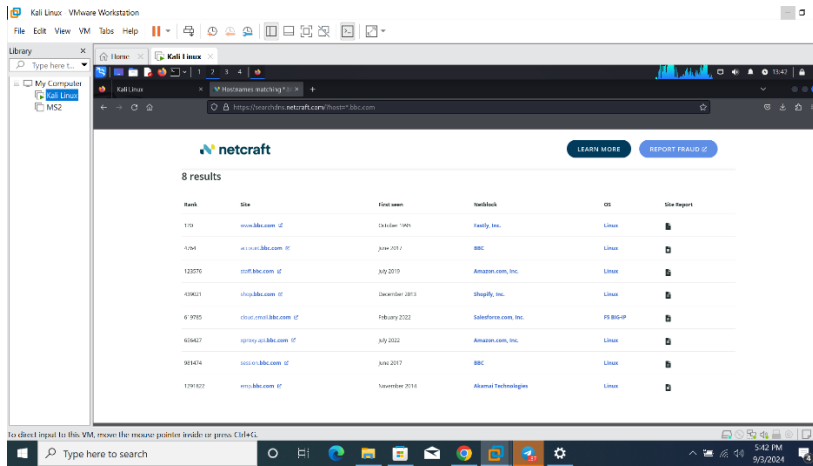 Kali Linux - VMware Workstation
File Edit View VM Tabs Help
Library
Type here t...
My Computer
Kali Linux
MS2
Home
Kali Linux
1 2 3 4
13:42
Kali Linux
Hostnames matching *.b
https://searchdns.netcraft.com/?host=*.bbc.com
netcraft
LEARN MORE
REPORT FRAUD
8 results
Rank Site First seen Netblock OS Site Report
170 www.bbc.com October 1995 Fastly, Inc. Linux
4764 account.bbc.com June 2017 BBC Linux
123576 staff.bbc.com July 2019 Amazon.com, Inc. Linux
shop.bbc.com December 2013 Shopify, Inc. Linux
619785 cloud.email.bbc.com February 2022 Salesforce.com, Inc. F5 BIG-IP
July 2022 Amazon.com, Inc. Linux
981474 session.bbc.com June 2017 BBC Linux
emp.bbc.com November 2014 Akamai Technologies Linux
To direct input to this VM, move the mouse pointer inside or press Ctrl+G.
Type here to search
5:42 PM
9/3/2024